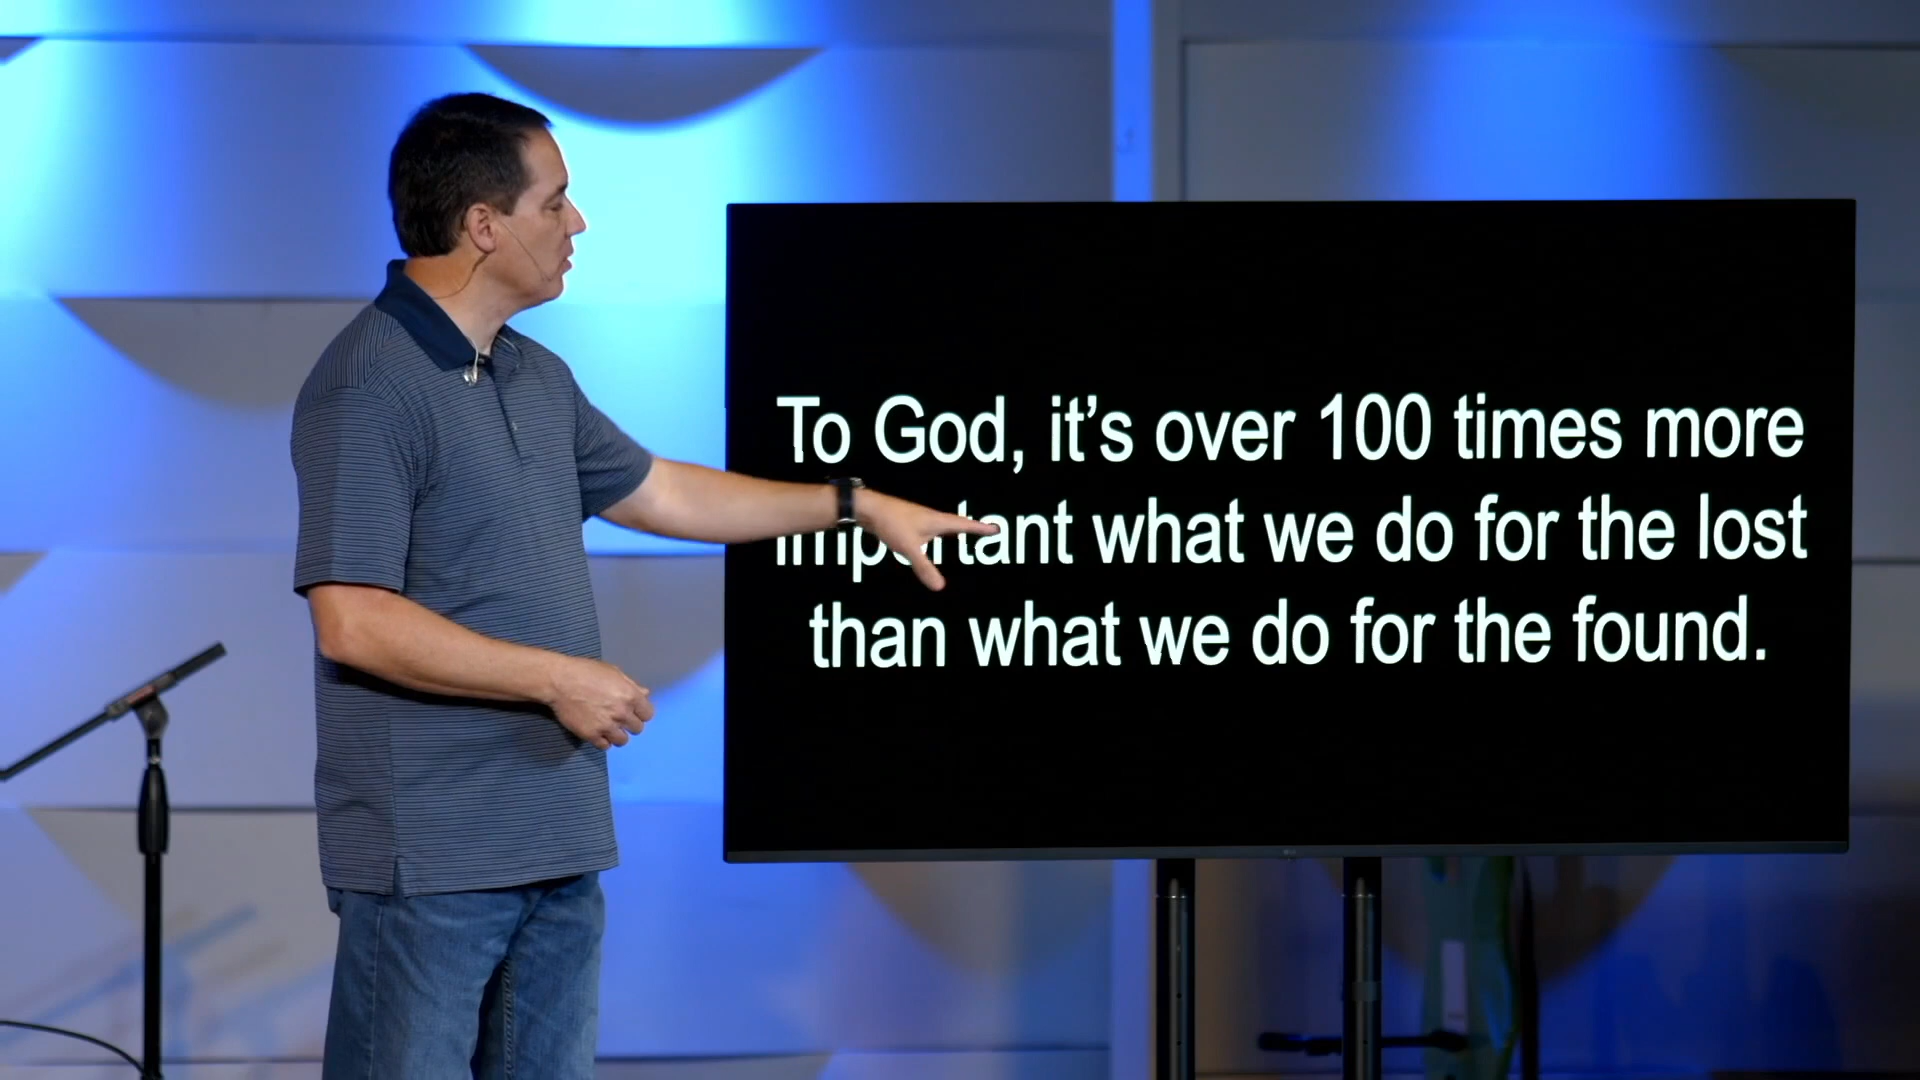 To God, it's over 100 times more
important what we do for the lost
than what we do for the found.